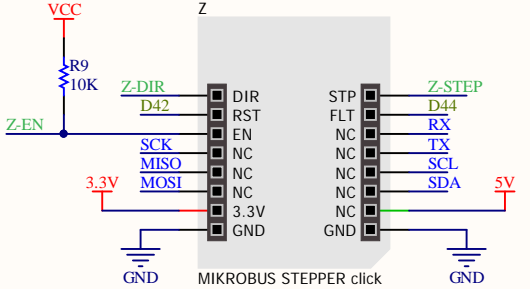 VCC
Z
R9
10K
Z-DIR
DIR
STP
Z-STEP
D42
RST
FLT
D44
Z-EN
EN
NC
RX
SCK
NC
NC
TX
MISO
NC
NC
SCL
MOSI
NC
NC
SDA
3.3V
3.3V
NC
5V
GND
GND
GND
MIKROBUS STEPPER click
GND